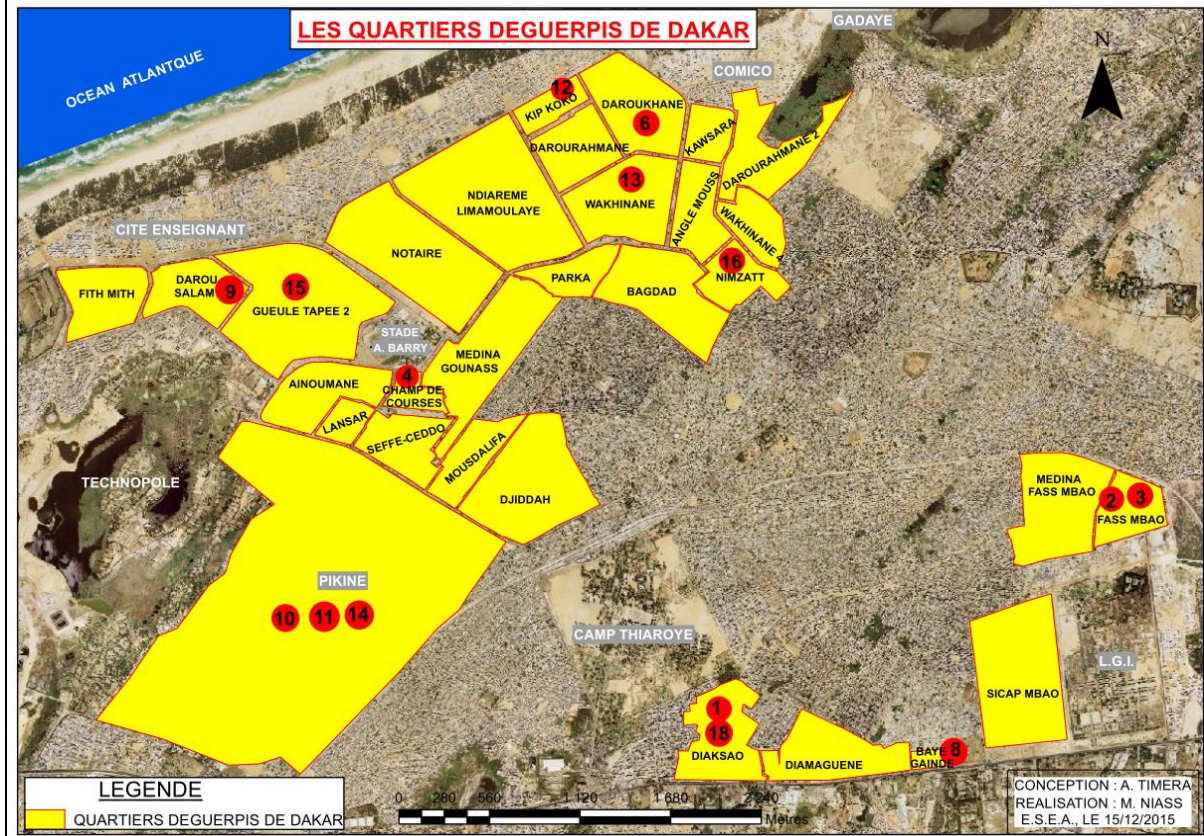 LES QUARTIERS DEGUERPIS DE DAKAR
GADAYE
N
OCEAN ATLANTQUE
COMICO
12
KIP KOKO
DAROUKHANE
6
KAWSARA
DAROURAHMANE
DAROURAHMANE 2
13
WAKHINANE
NDIAREME
LIMAMOULAYE
ANGLE MOUSS
WAKHINANE 4
CITE ENSEIGNANT
NOTAIRE
16
NIMZATT
PARKA
BAGDAD
FITH MITH
DAROU
SALAM
9
15
GUEULE TAPEE 2
STADE
A. BARRY
MEDINA
GOUNASS
4
CHAMP DE
COURSES
AINOUMANE
LANSAR
SEFFE-CEDDO
MOUSDALIFA
DJIDDAH
TECHNOPOLE
MEDINA
FASS MBAO
2
3
FASS MBAO
PIKINE
10
11
14
CAMP THIAROYE
L.G.I.
SICAP MBAO
1
18
DIAKSAO
DIAMAGUENE
BAYE
GAINDE
8
LEGENDE
QUARTIERS DEGUERPIS DE DAKAR
0 280 560 1 120 1 680 2 240
Mètres
CONCEPTION : A. TIMERA
REALISATION : M. NIASS
E.S.E.A., LE 15/12/2015